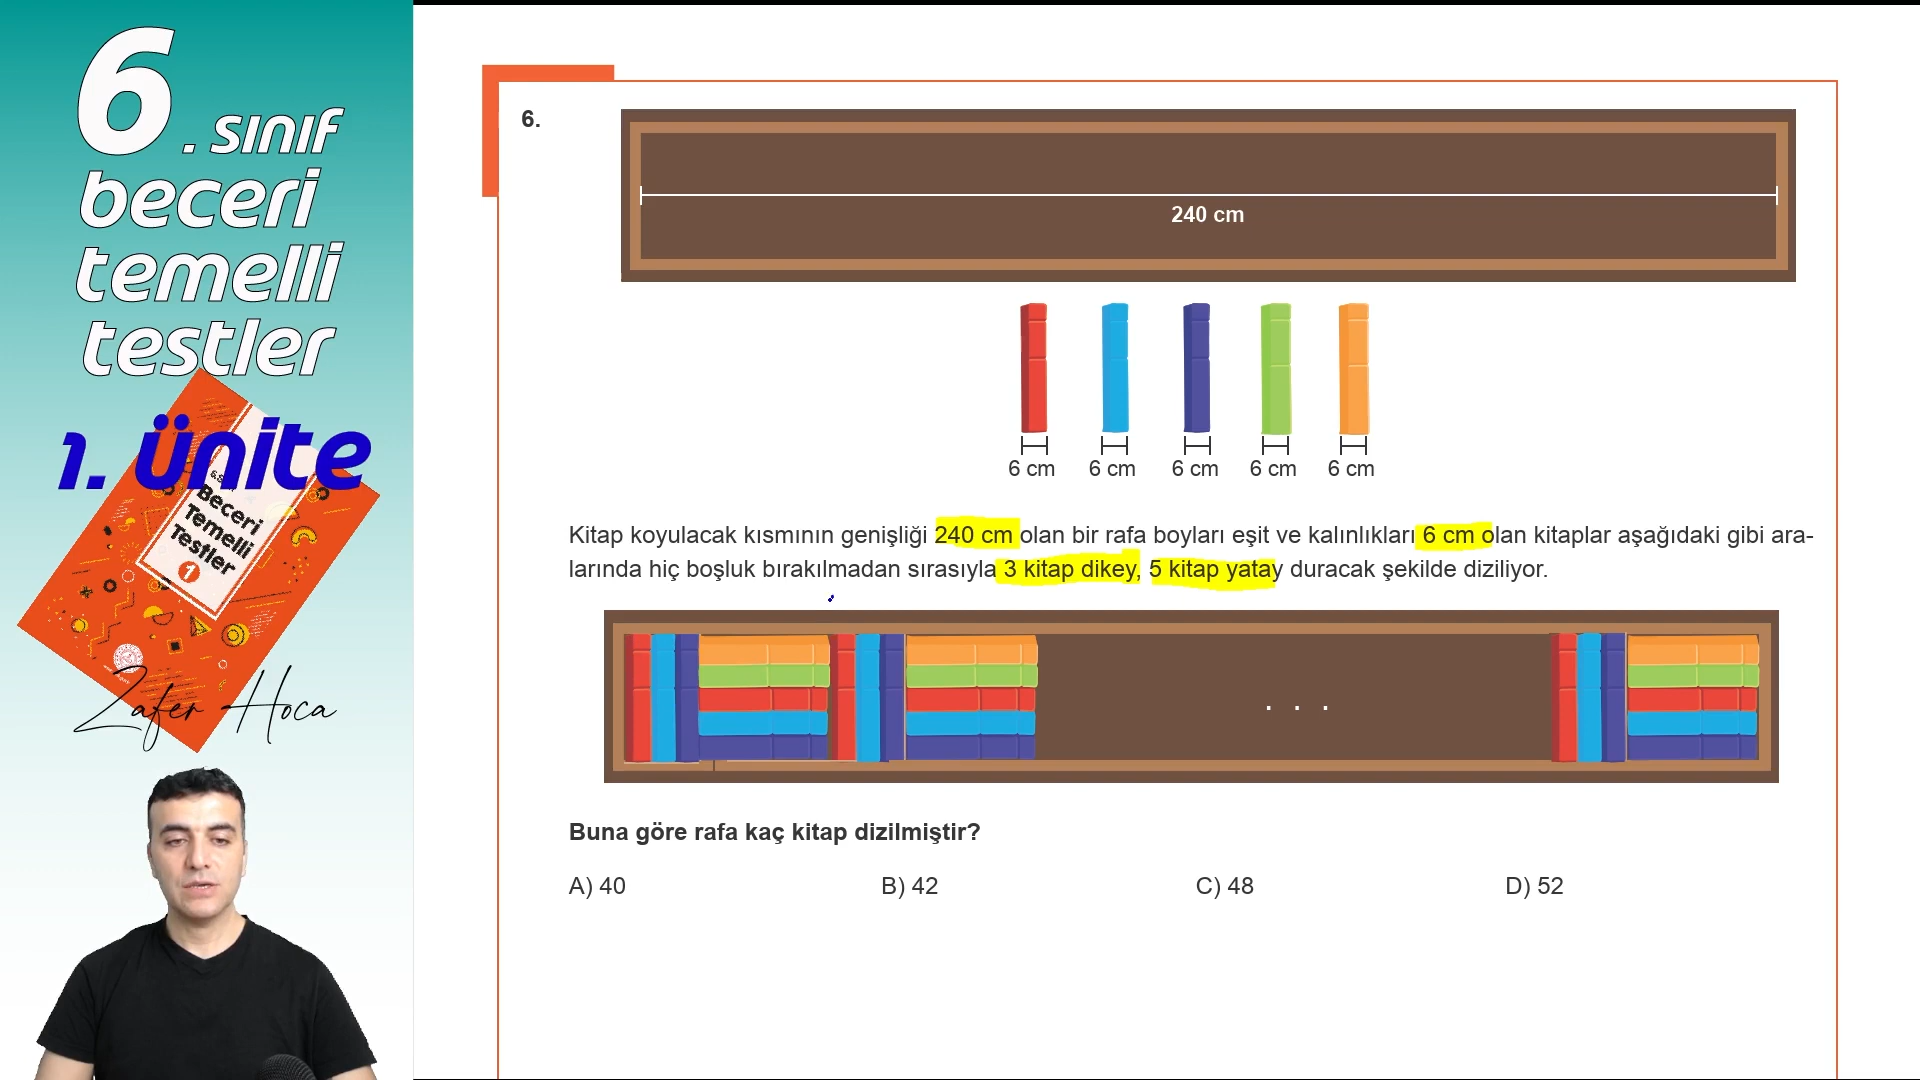 6. sınıf
beceri
temelli
testler
1. Ünite
Beceri
Temelli
Testler
1
Zafer Hoca
6.
240 cm
6 cm 6 cm 6 cm 6 cm 6 cm
Kitap koyulacak kısmının genişliği 240 cm olan bir rafa boyları eşit ve kalınlıkları 6 cm olan kitaplar aşağıdaki gibi ara-
larında hiç boşluk bırakılmadan sırasıyla 3 kitap dikey, 5 kitap yatay duracak şekilde diziliyor.
. . .
Buna göre rafa kaç kitap dizilmiştir?
A) 40 B) 42 C) 48 D) 52